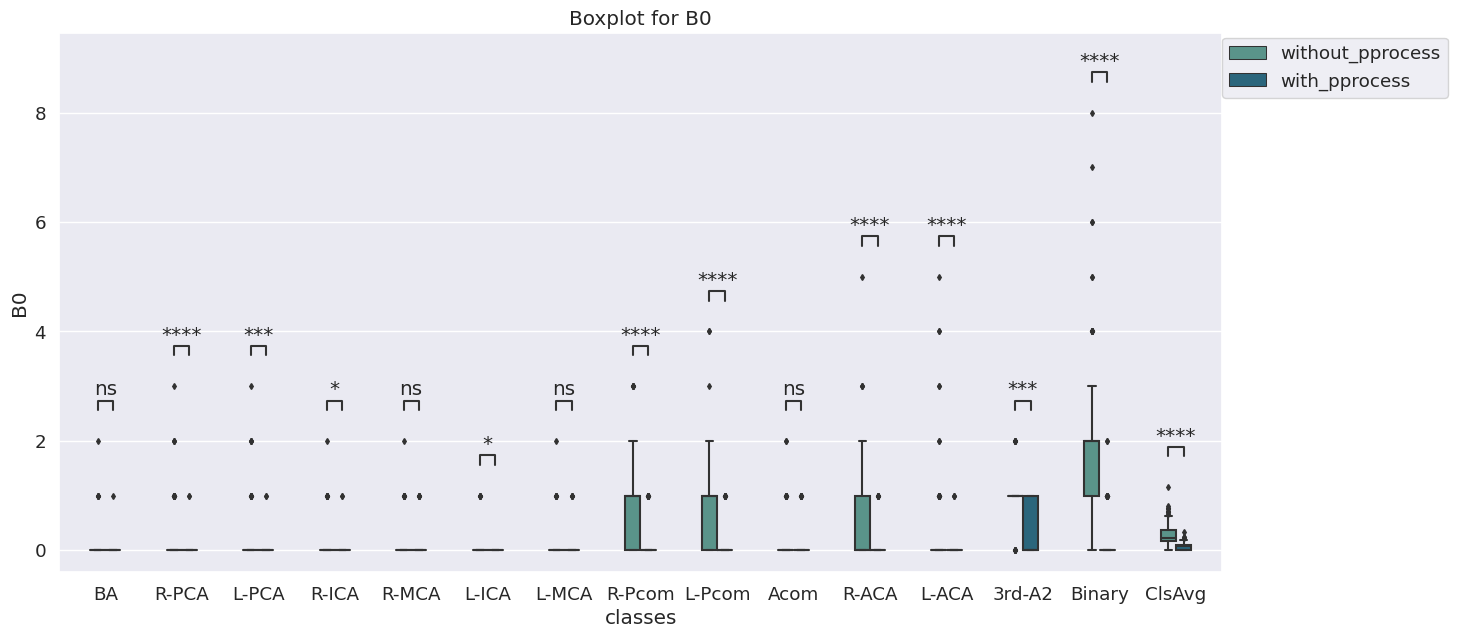 Boxplot for B0
without_pprocess
with_pprocess
****
8
6
**** ****
****
B0
4
**** *** ****
ns * ns ns ns ***
2
* ****
0
BA R-PCA L-PCA R-ICA R-MCA L-ICA L-MCA R-Pcom L-Pcom Acom R-ACA L-ACA 3rd-A2 Binary ClsAvg
classes